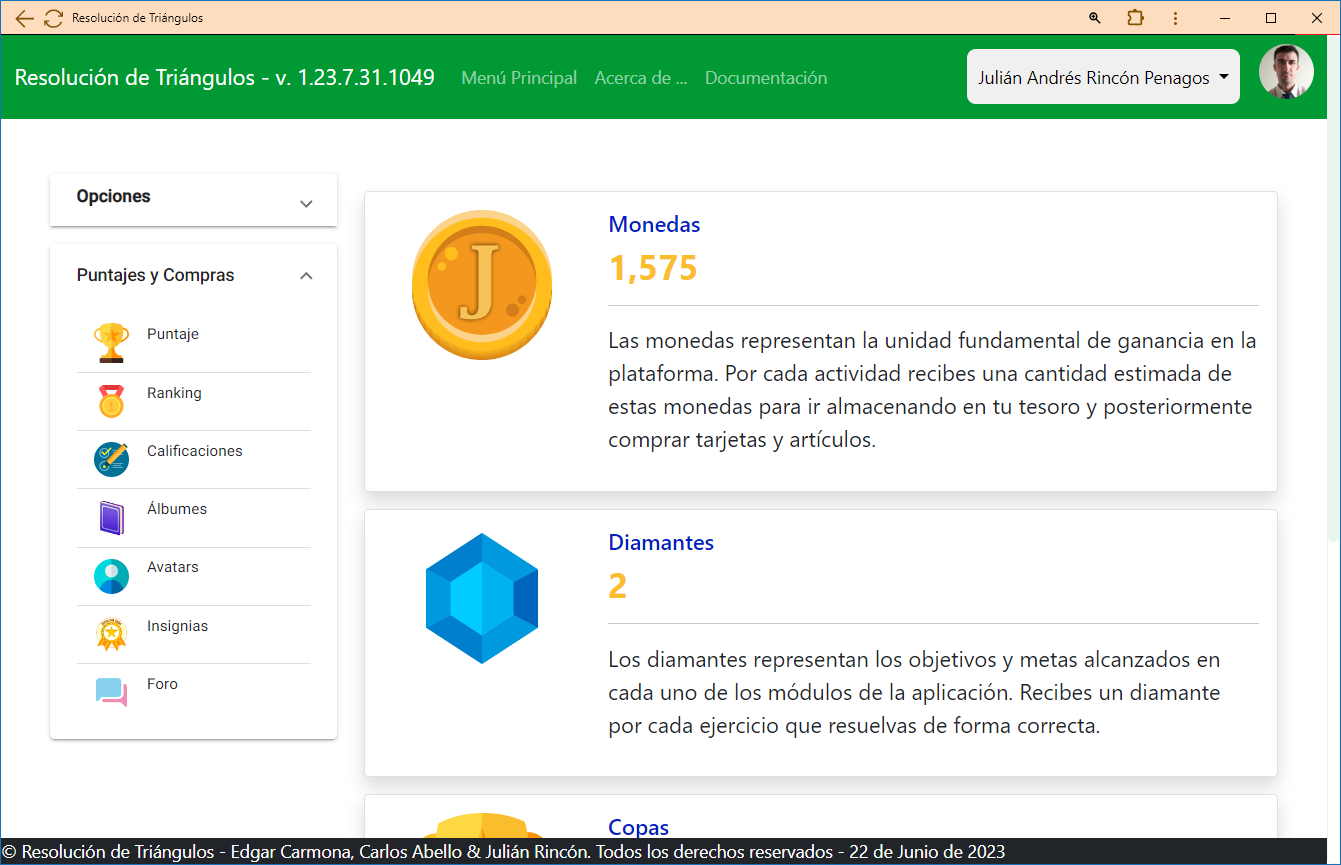 Resolución de Triángulos
Resolución de Triángulos - v. 1.23.7.31.1049
Menú Principal
Acerca de ...
Documentación
Julián Andrés Rincón Penagos
Opciones
Puntajes y Compras
Puntaje
Ranking
Calificaciones
Álbumes
Avatars
Insignias
Foro
J
Monedas
1,575
Las monedas representan la unidad fundamental de ganancia en la
plataforma. Por cada actividad recibes una cantidad estimada de
estas monedas para ir almacenando en tu tesoro y posteriormente
comprar tarjetas y artículos.
Diamantes
2
Los diamantes representan los objetivos y metas alcanzados en
cada uno de los módulos de la aplicación. Recibes un diamante
por cada ejercicio que resuelvas de forma correcta.
Copas
© Resolución de Triángulos - Edgar Carmona, Carlos Abello & Julián Rincón. Todos los derechos reservados - 22 de Junio de 2023